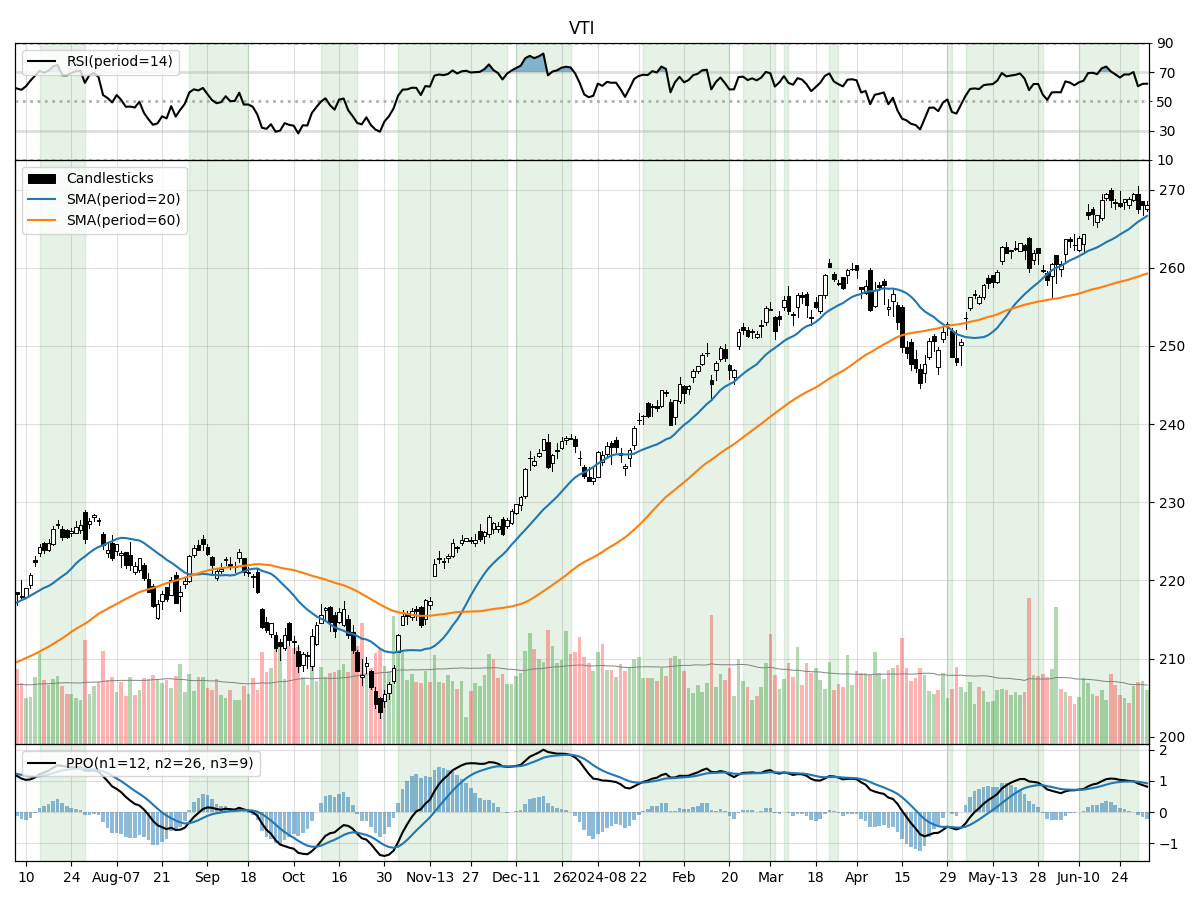 VTI
RSI(period=14)
90
70
50
30
10
Candlesticks
SMA(period=20)
SMA(period=60)
270
260
250
240
230
220
210
200
PPO(n1=12, n2=26, n3=9)
2
1
0
−1
10 24 Aug-07 21 Sep 18 Oct 16 30 Nov-13 27 Dec-11 26 2024-08 22 Feb 20 Mar 18 Apr 15 29 May-13 28 Jun-10 24